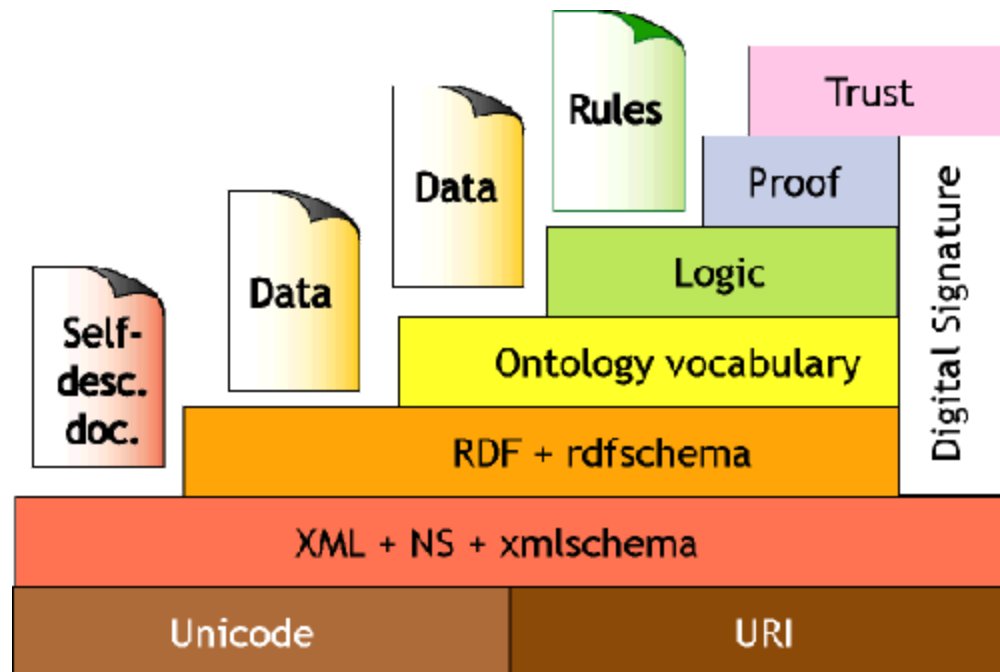 Rules
Trust
Data
Proof
Data
Logic
Self-
desc.
doc.
Ontology vocabulary
Digital Signature
RDF + rdfschema
XML + NS + xmlschema
Unicode
URI